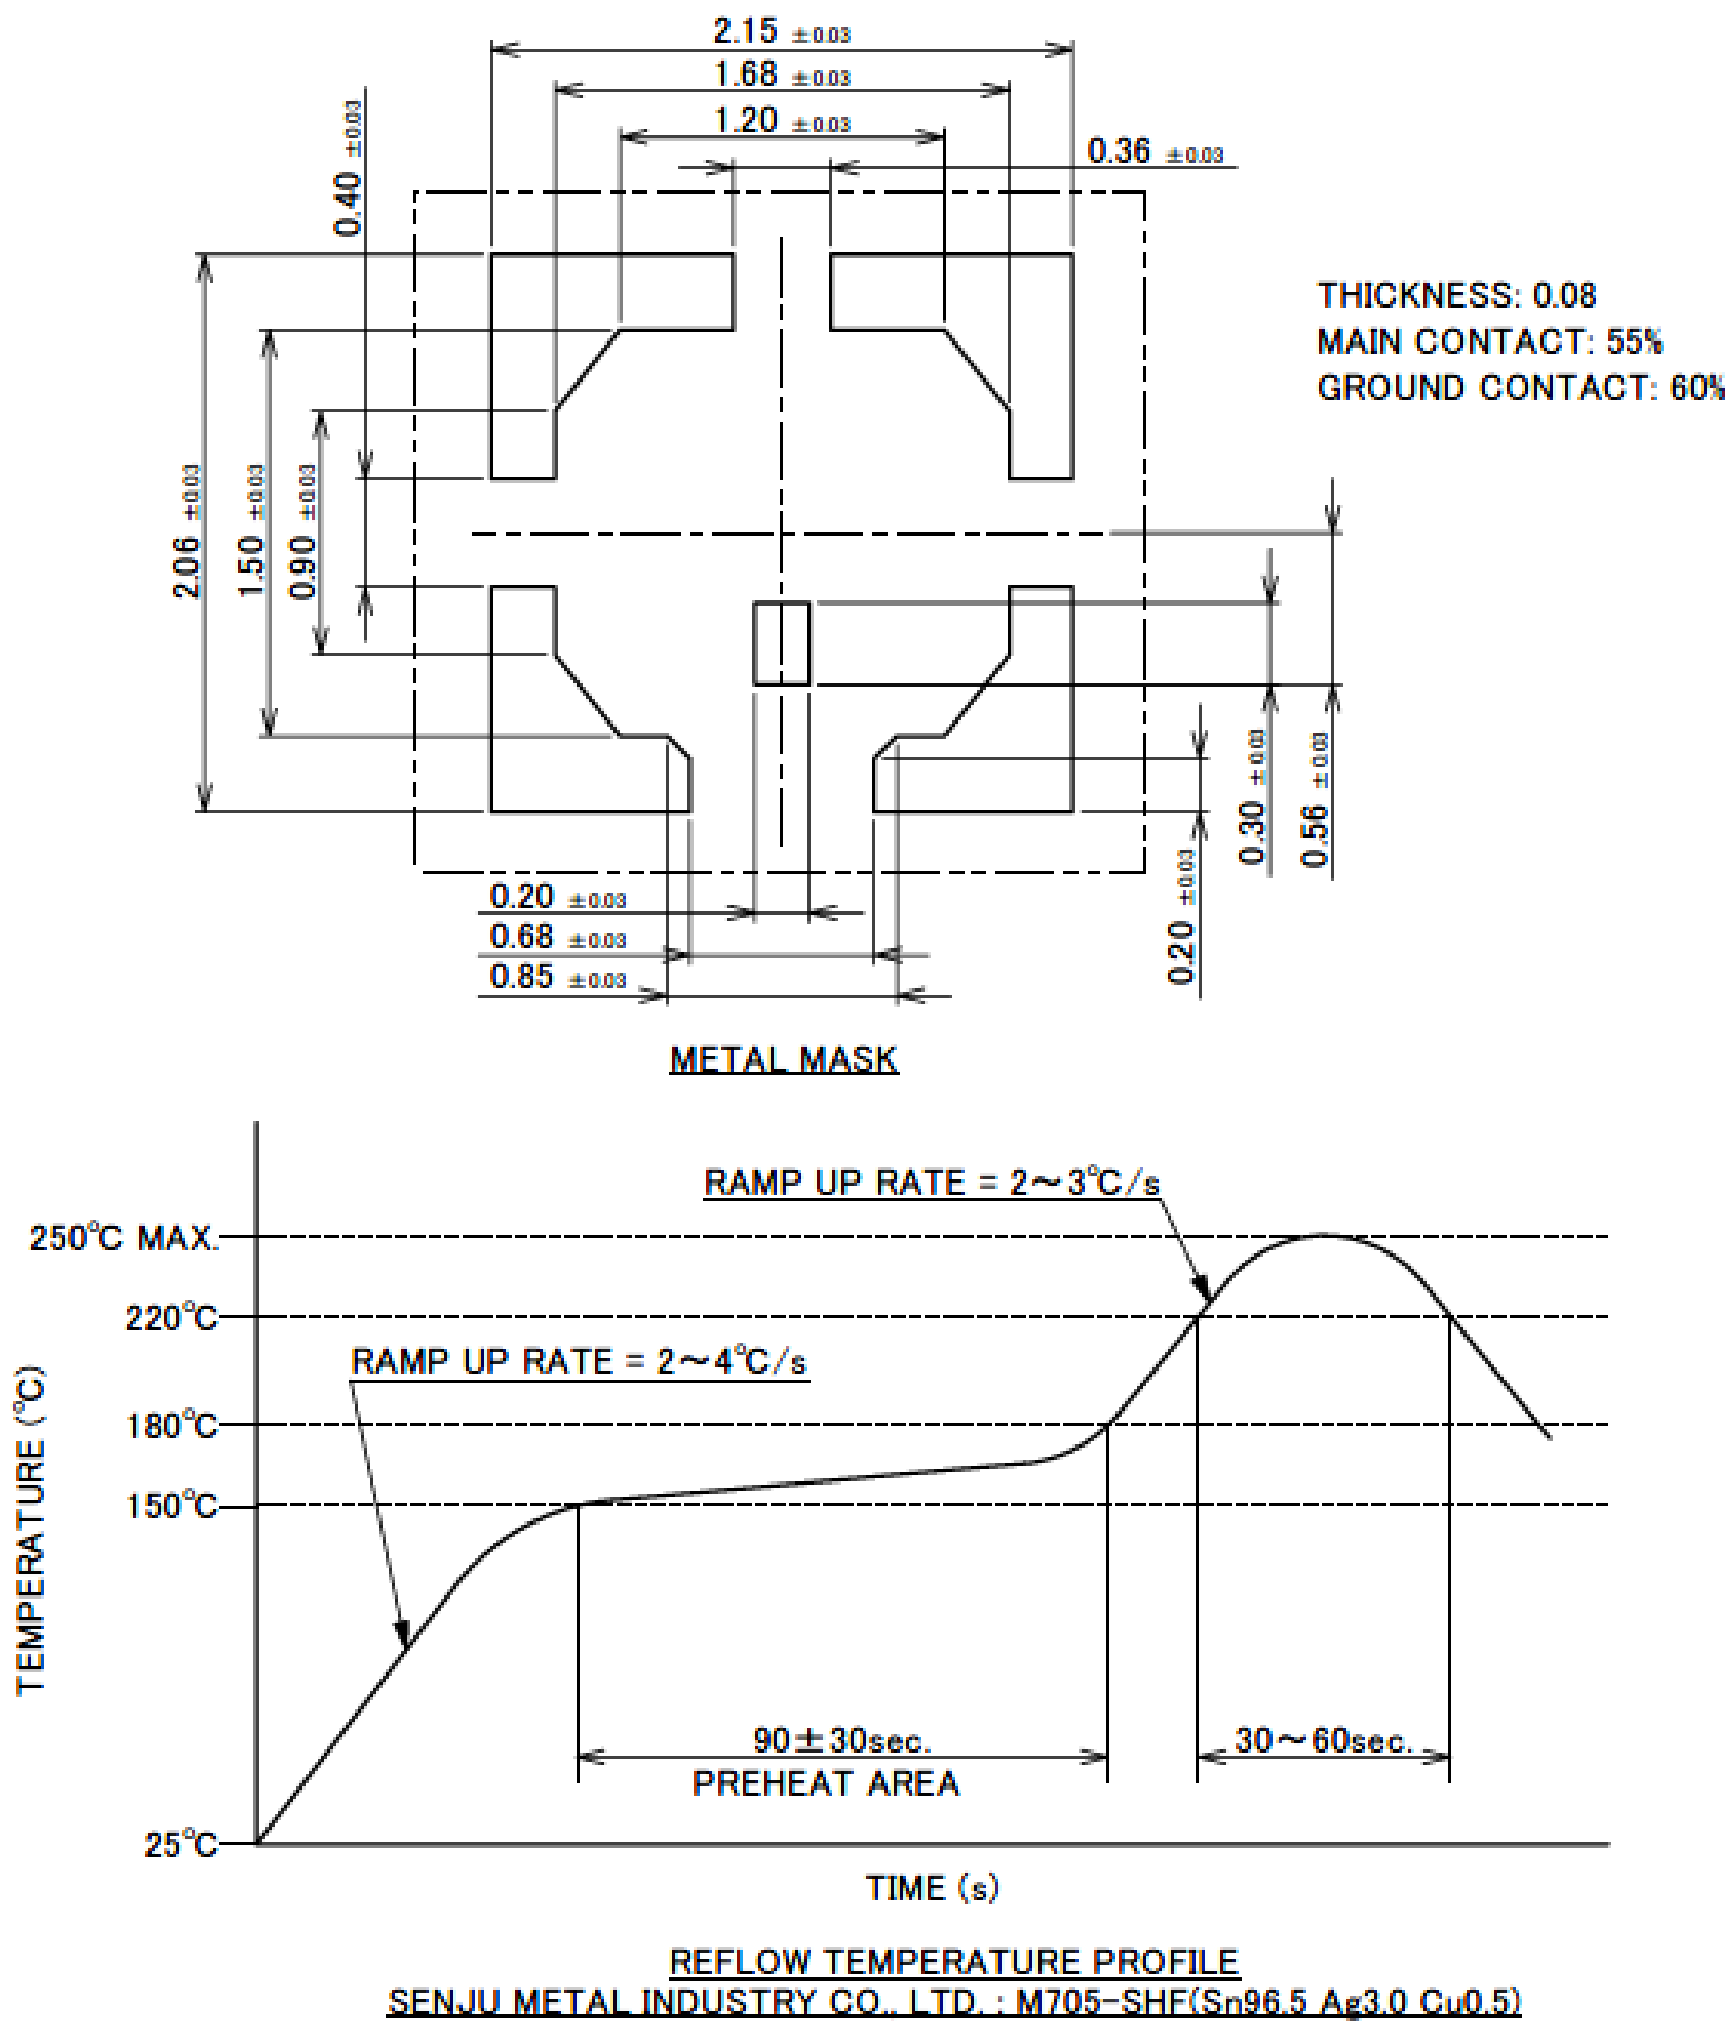 2.15 ±0.03
1.68 ±0.03
1.20 ±0.03
0.36 ±0.03
0.40 ±0.03
THICKNESS: 0.08
MAIN CONTACT: 55%
GROUND CONTACT: 60%
2.06 ±0.03
1.50 ±0.03
0.90 ±0.03
0.30 ±0.03
0.56 ±0.03
0.20 ±0.03
0.20 ±0.03
0.68 ±0.03
0.85 ±0.03
METAL MASK
RAMP UP RATE = 2～3℃/s
250℃ MAX.
220℃
RAMP UP RATE = 2～4℃/s
180℃
150℃
TEMPERATURE (℃)
90±30sec.
30～60sec.
PREHEAT AREA
25℃
TIME (s)
REFLOW TEMPERATURE PROFILE
SENJU METAL INDUSTRY CO., LTD. : M705-SHF(Sn96.5 Ag3.0 Cu0.5)